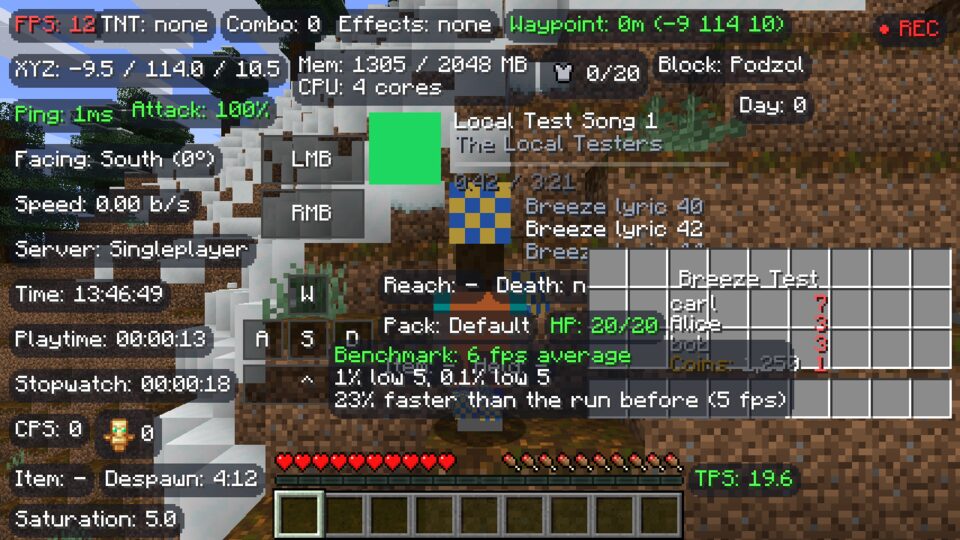 FPS: 12
TNT: none
Combo: 0
Effects: none
Waypoint: 0m (-9 114 10)
● REC
XYZ: -9.5 / 114.0 / 10.5
Mem: 1305 / 2048 MB
CPU: 4 cores
0/20
Block: Podzol
Ping: 1ms
Attack: 100%
Day: 0
Local Test Song 1
The Local Testers
0:42 / 3:21
Facing: South (0°)
LMB
RMB
Speed: 0.00 b/s
Breeze lyric 40
Breeze lyric 42
Breeze
Server: Singleplayer
Time: 13:46:49
W
A
S
D
^
Reach: -
Death:
Breeze Test
carl 7
Alice 3
bob 3
Coins: 1,250 1
Pack: Default
HP: 20/20
Playtime: 00:00:13
Benchmark: 6 fps average
1% low 5, 0.1% low 5
23% faster than the run before (5 fps)
Stopwatch: 00:00:18
CPS: 0
0
Item: -
Despawn: 4:12
TPS: 19.6
Saturation: 5.0